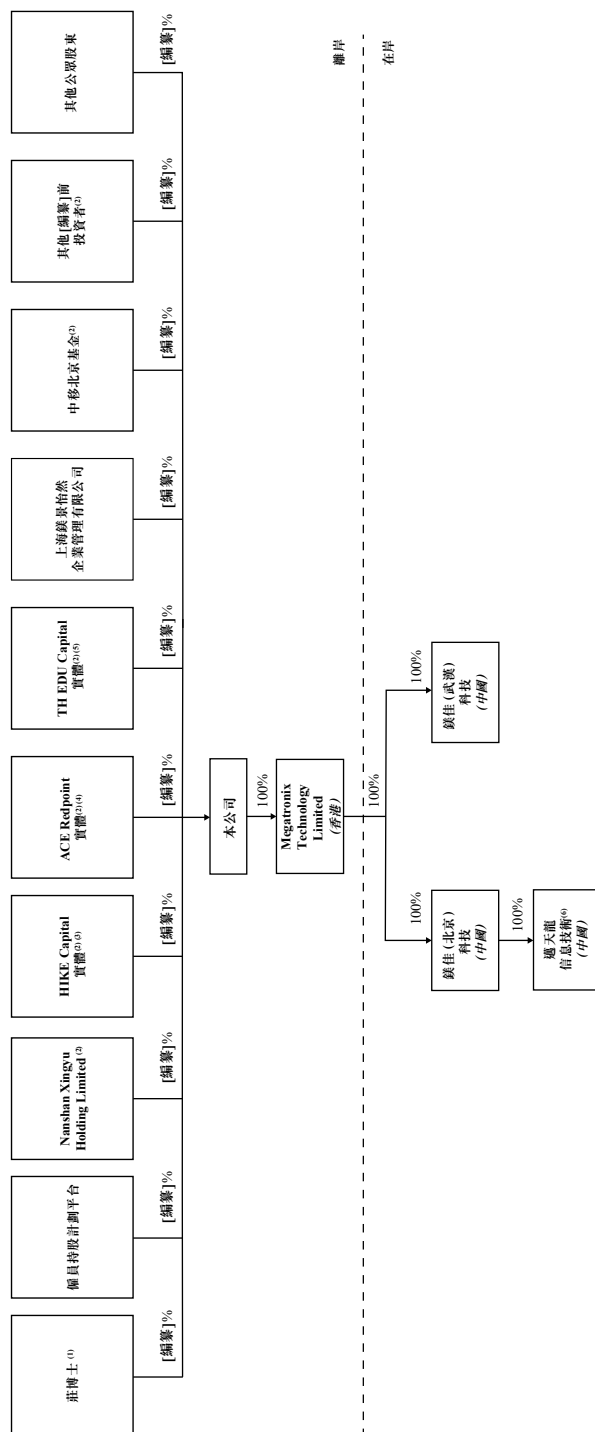 莊博士 (1)
僱員持股計劃平台
Nanshan Xingyu
Holding Limited (2)
HIKE Capital
實體(2)(3)
ACE Redpoint
實體(2)(4)
TH EDU Capital
實體(2)(5)
上海鎂景怡然
企業管理有限公司
中移北京基金(2)
其他[編纂]前
投資者(2)
其他公眾股東
[編纂]%
[編纂]%
[編纂]%
[編纂]%
[編纂]%
[編纂]%
[編纂]%
[編纂]%
[編纂]%
[編纂]%
本公司
100%
Megatronix
Technology
Limited
(香港)
離岸
在岸
100%
100%
100%
鎂佳(北京)
科技
(中國)
鎂佳(武漢)
科技
(中國)
100%
邁天龍
信息技術(6)
(中國)